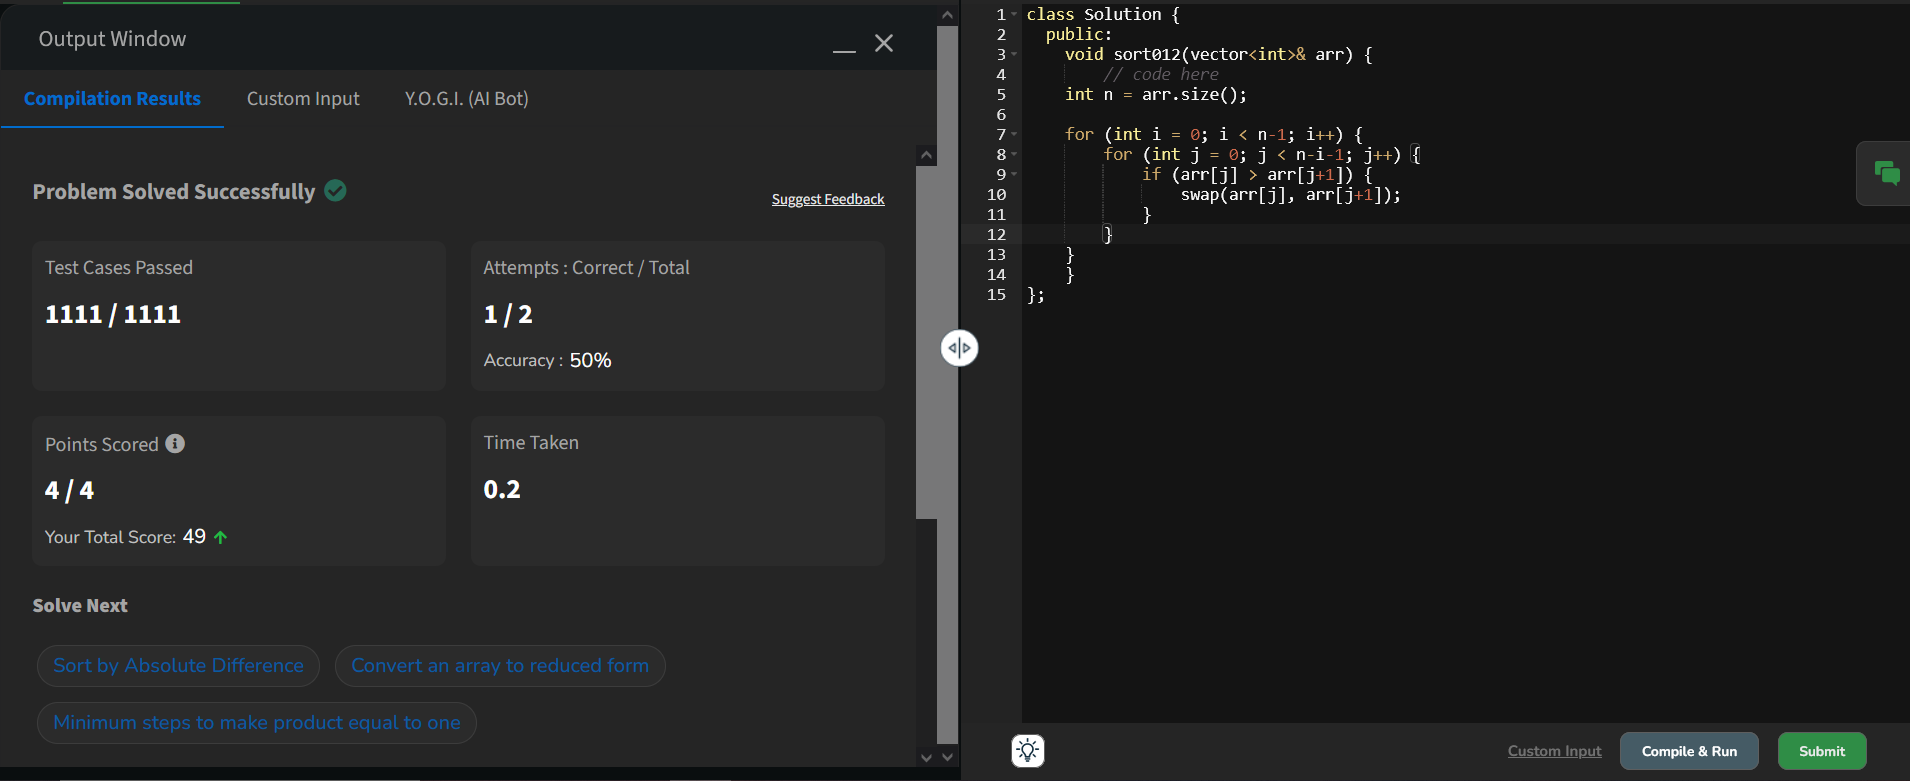 Output Window
Compilation Results Custom Input Y.O.G.I. (AI Bot)
Problem Solved Successfully
Suggest Feedback
Test Cases Passed
1111 / 1111
Attempts : Correct / Total
1 / 2
Accuracy : 50%
Points Scored
4 / 4
Your Total Score: 49
Time Taken
0.2
Solve Next
Sort by Absolute Difference
Convert an array to reduced form
Minimum steps to make product equal to one
1 class Solution {
2   public:
3     void sort012(vector<int>& arr) {
4         // code here
5     int n = arr.size();
6
7     for (int i = 0; i < n-1; i++) {
8         for (int j = 0; j < n-i-1; j++) {
9             if (arr[j] > arr[j+1]) {
10                 swap(arr[j], arr[j+1]);
11             }
12         }
13     }
14     }
15 };
Custom Input
Compile & Run
Submit